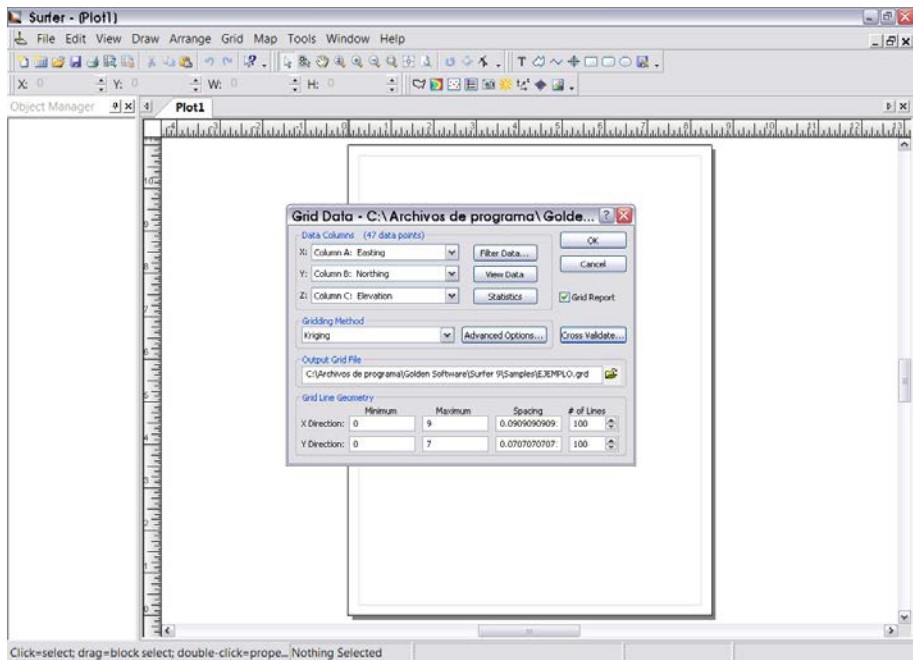 Surfer - (Plot1)
File Edit View Draw Arrange Grid Map Tools Window Help
X: 0 Y: 0 W: 0 H: 0
Object Manager
Plot1
Grid Data - C:\Archivos de programa\Golde...
Data Columns (47 data points)
X: Column A: Easting
Filter Data...
OK
Y: Column B: Northing
View Data
Cancel
Z: Column C: Elevation
Statistics
Grid Report
Gridding Method
Kriging
Advanced Options...
Cross Validate...
Output Grid File
C:\Archivos de programa\Golden Software\Surfer 9\Samples\EJEMPLO.grd
Grid Line Geometry
Minimum Maximum Spacing # of Lines
X Direction: 0 9 0.0909090909 100
Y Direction: 0 7 0.0707070707 100
Click=select; drag=block select; double-click=prope... Nothing Selected